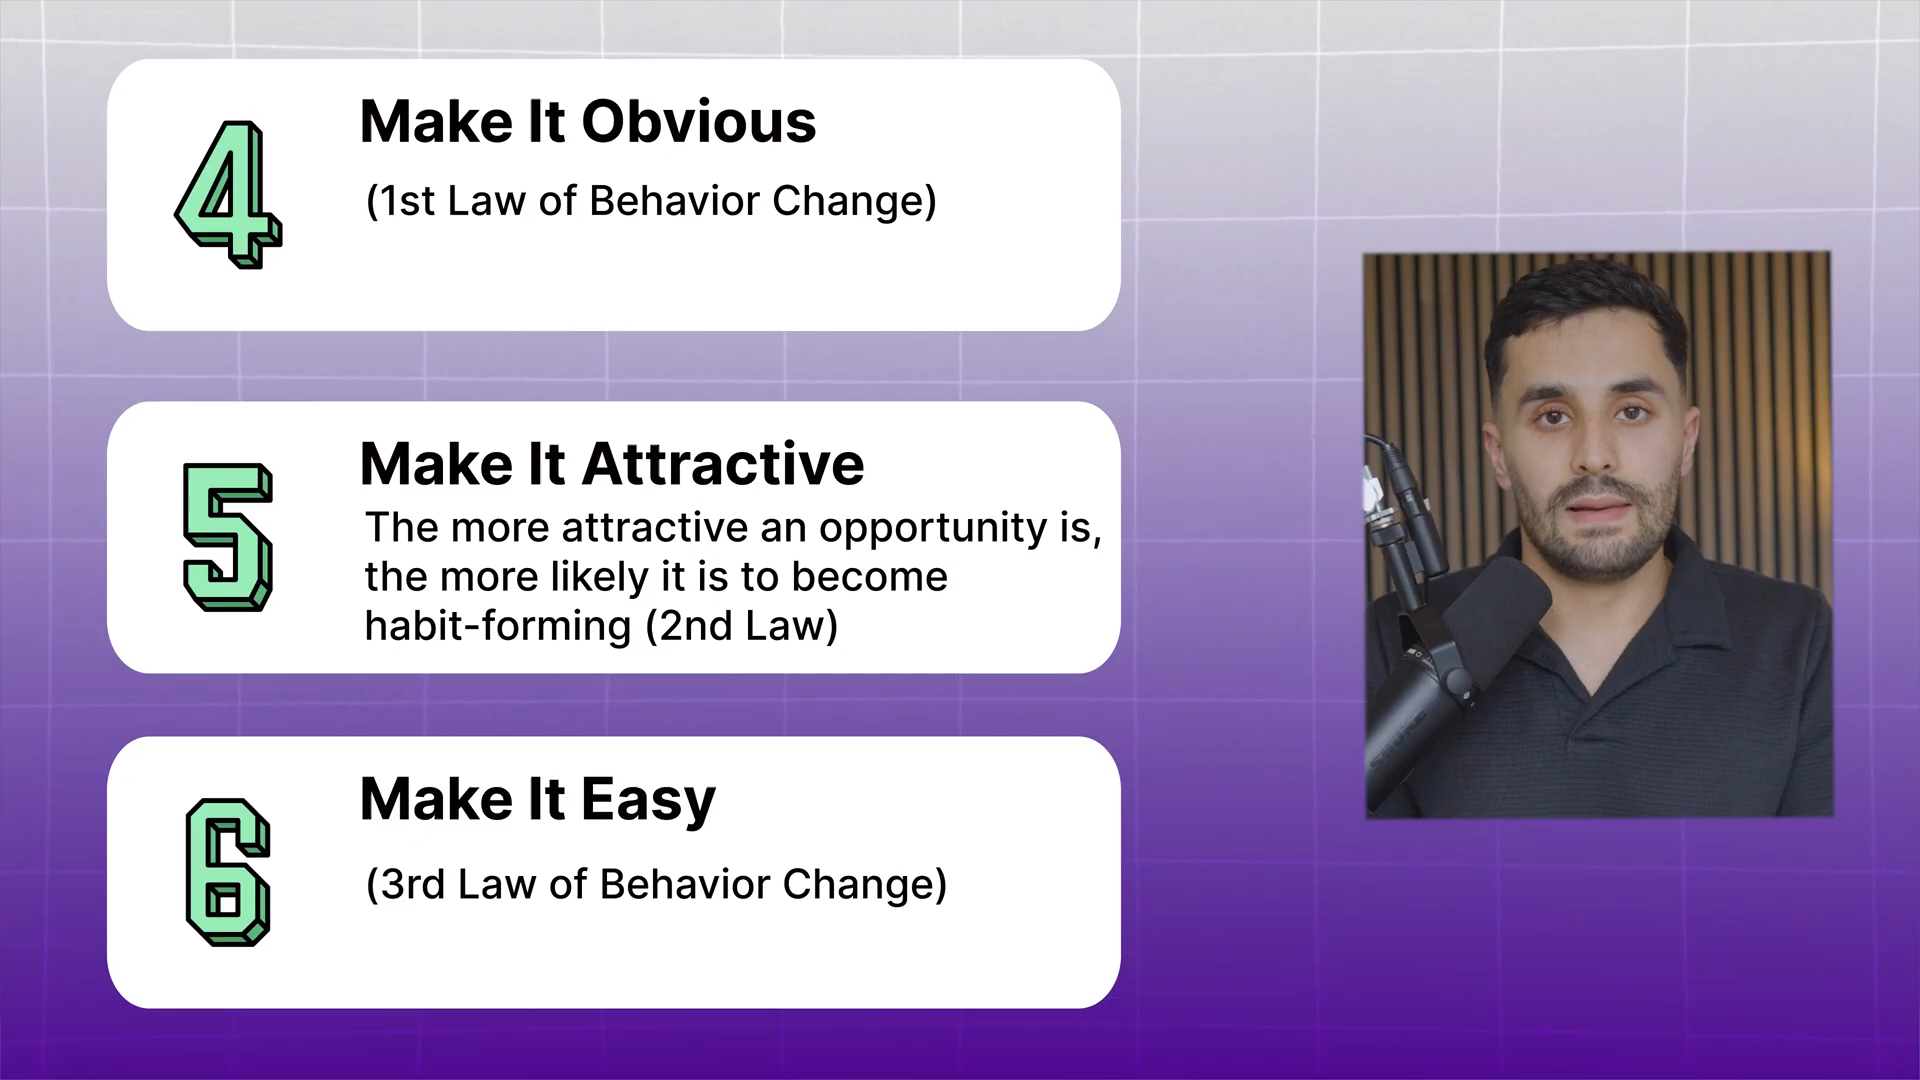 4
Make It Obvious
(1st Law of Behavior Change)
5
Make It Attractive
The more attractive an opportunity is,
the more likely it is to become
habit-forming (2nd Law)
6
Make It Easy
(3rd Law of Behavior Change)